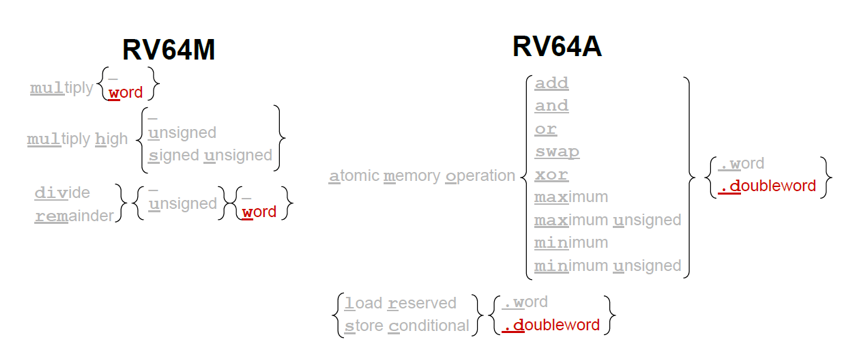 RV64M
multiply
_
word
multiply high
_
unsigned
signed unsigned
divide
remainder
_
unsigned
_
word
RV64A
atomic memory operation
add
and
or
swap
xor
maximum
maximum unsigned
minimum
minimum unsigned
.word
.doubleword
load reserved
store conditional
.word
.doubleword